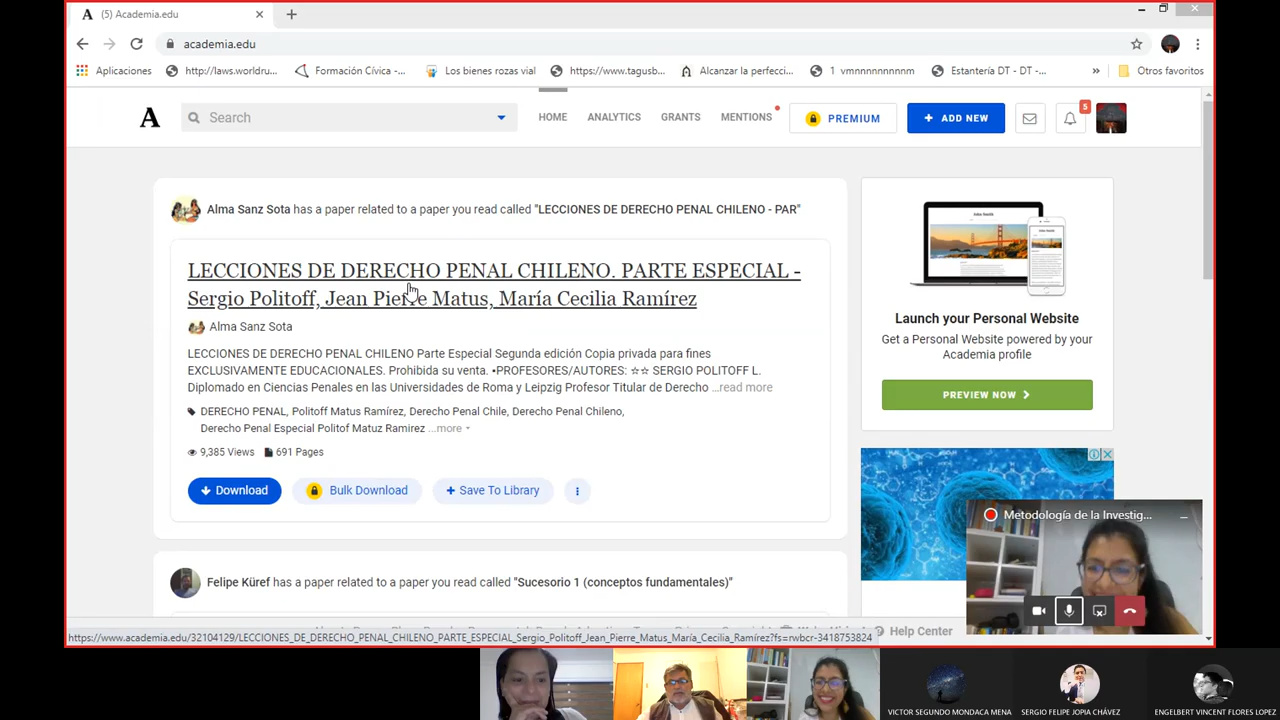 A (5) Academia.edu
academia.edu
Aplicaciones http://laws.worldru... Formación Cívica -... Los bienes rozas vial https://www.tagusb... Alcanzar la perfecci... 1 vmnnnnnnnnnm Estantería DT - DT -... » Otros favoritos
A Search HOME ANALYTICS GRANTS MENTIONS PREMIUM + ADD NEW 5
Alma Sanz Sota has a paper related to a paper you read called "LECCIONES DE DERECHO PENAL CHILENO - PAR"
LECCIONES DE DERECHO PENAL CHILENO. PARTE ESPECIAL -
Sergio Politoff, Jean Pierre Matus, María Cecilia Ramírez
Alma Sanz Sota
LECCIONES DE DERECHO PENAL CHILENO Parte Especial Segunda edición Copia privada para fines
EXCLUSIVAMENTE EDUCACIONALES. Prohibida su venta. •PROFESORES/AUTORES: ☆☆ SERGIO POLITOFF L.
Diplomado en Ciencias Penales en las Universidades de Roma y Leipzig Profesor Titular de Derecho ...read more
DERECHO PENAL, Politoff Matus Ramírez, Derecho Penal Chile, Derecho Penal Chileno,
Derecho Penal Especial Politof Matuz Ramirez ...more
9,385 Views 691 Pages
Download Bulk Download + Save To Library
Felipe Küref has a paper related to a paper you read called "Sucesorio 1 (conceptos fundamentales)"
Launch your Personal Website
Get a Personal Website powered by your
Academia profile
PREVIEW NOW
Metodología de la Investig...
Help Center
https://www.academia.edu/32104129/LECCIONES_DE_DERECHO_PENAL_CHILENO_PARTE_ESPECIAL_Sergio_Politoff_Jean_Pierre_Matus_María_Cecilia_Ramírez?fs=rwbcr-3418753824
VICTOR SEGUNDO MONDACA MENA SERGIO FELIPE JOPIA CHÁVEZ ENGELBERT VINCENT FLORES LOPEZ